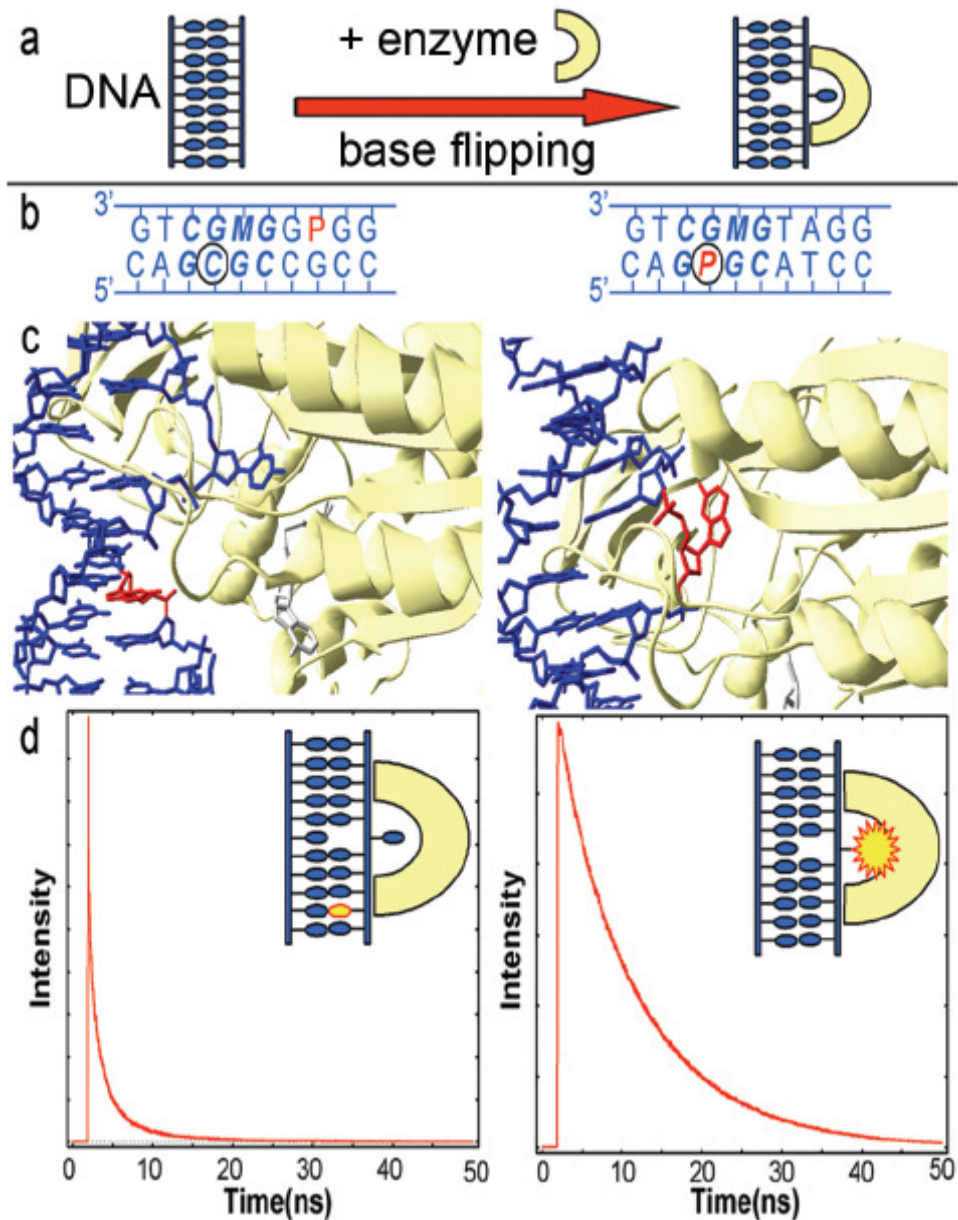 a
+ enzyme
DNA
base flipping
b
3’
GTCGMGGPGG
CAGCGCCGCC
5’
3’
GTCGMGTAGG
CAGPGCATCC
5’
c
d
Intensity
0 10 20 30 40 50
Time(ns)
Intensity
0 10 20 30 40 50
Time(ns)